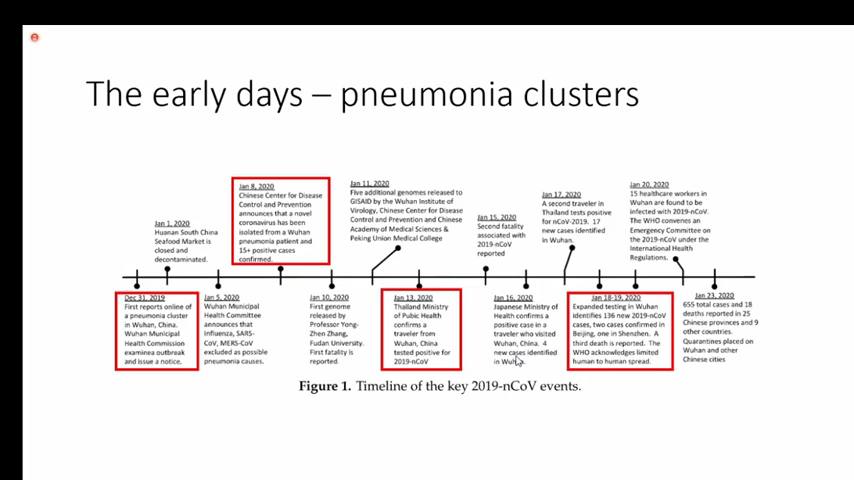 The early days – pneumonia clusters
Jan 8, 2020
Chinese Center for Disease
Control and Prevention
announces that a novel
coronavirus has been
isolated from a Wuhan
pneumonia patient and
15+ positive cases
confirmed.
Jan 11, 2020
Five additional genomes released to
GISAID by the Wuhan Institute of
Virology, Chinese Center for Disease
Control and Prevention and Chinese
Academy of Medical Sciences &
Peking Union Medical College
Jan 17, 2020
A second traveler in
Thailand tests positive
for nCoV-2019. 17
new cases identified
in Wuhan.
Jan 20, 2020
15 healthcare workers in
Wuhan are found to be
infected with 2019-nCoV.
The WHO convenes an
Emergency Committee on
the 2019-nCoV under the
International Health
Regulations.
Jan 1, 2020
Huanan South China
Seafood Market is
closed and
decontaminated.
Jan 15, 2020
Second fatality
associated with
2019-nCoV
reported
Dec 31, 2019
First reports online of
a pneumonia cluster
in Wuhan, China.
Wuhan Municipal
Health Commission
examinea outbreak
and issue a notice.
Jan 5, 2020
Wuhan Municipal
Health Committee
announces that
Influenza, SARS-
CoV, MERS-CoV
excluded as possible
pneumonia causes.
Jan 10, 2020
First genome
released by
Professor Yong-
Zhen Zhang,
Fudan University.
First fatality is
reported.
Jan 13, 2020
Thailand Ministry
of Pubic Health
confirms a
traveler from
Wuhan, China
tested positive for
2019-nCoV
Jan 16, 2020
Japanese Ministry of
Health confirms a
positive case in a
traveler who visited
Wuhan, China. 4
new cases identified
in Wuhan.
Jan 18-19, 2020
Expanded testing in Wuhan
identifies 136 new 2019-nCoV
cases, two cases confirmed in
Beijing, one in Shenzhen. A
third death is reported. The
WHO acknowledges limited
human to human spread.
Jan 23, 2020
655 total cases and 18
deaths reported in 25
Chinese provinces and 9
other countries.
Quarantines placed on
Wuhan and other
Chinese cities
Figure 1. Timeline of the key 2019-nCoV events.